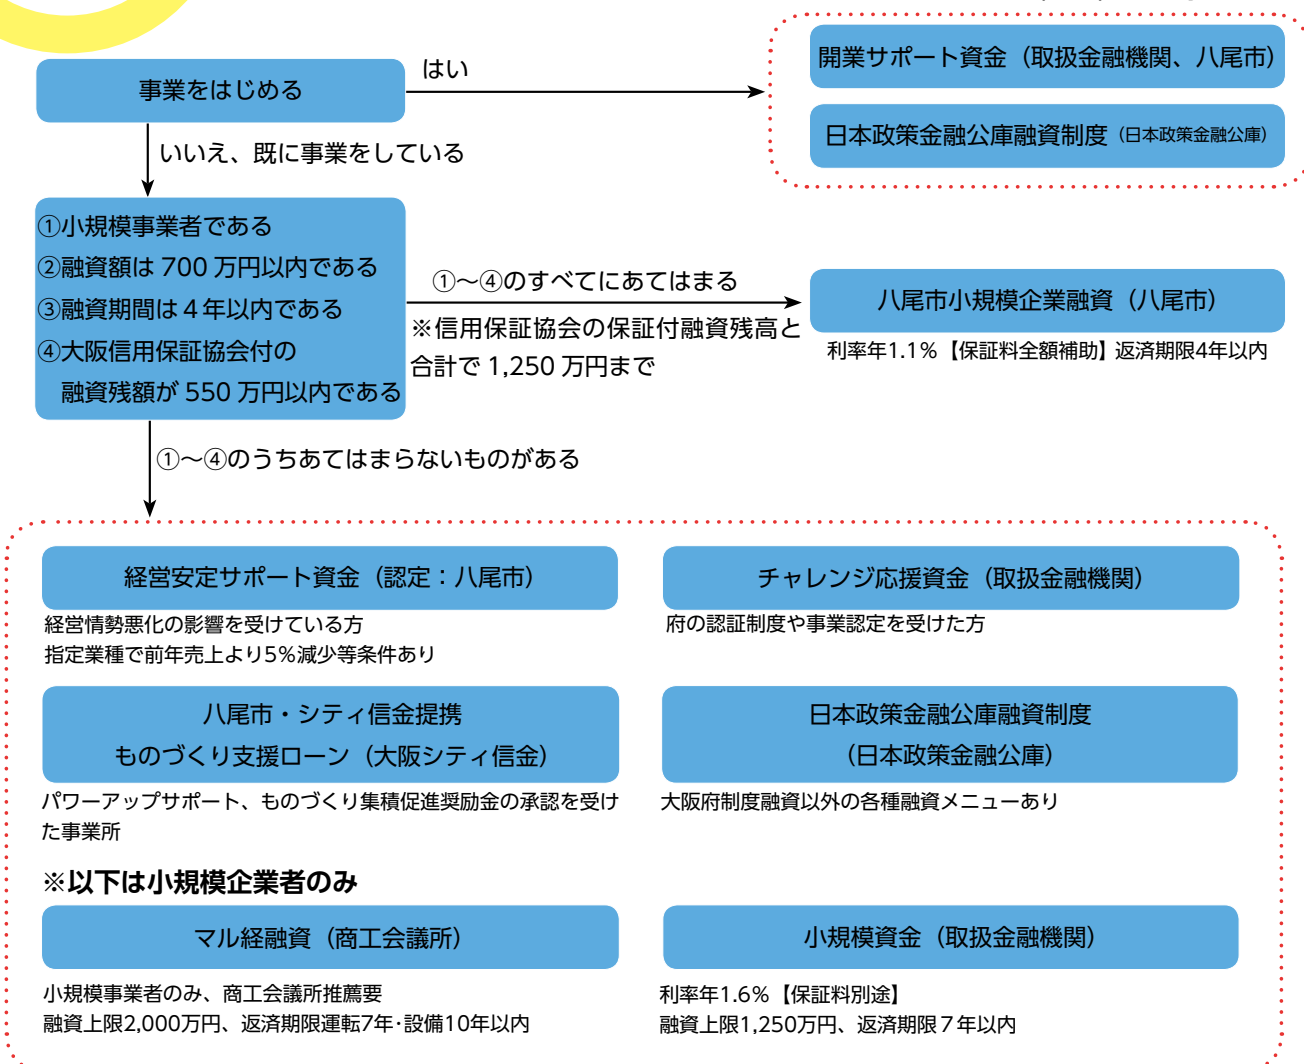 事業をはじめる
はい
開業サポート資金（取扱金融機関、八尾市）
日本政策金融公庫融資制度（日本政策金融公庫）
いいえ、既に事業をしている
①小規模事業者である
②融資額は 700 万円以内である
③融資期間は４年以内である
④大阪信用保証協会付の
融資残額が 550 万円以内である
①～④のすべてにあてはまる
※信用保証協会の保証付融資残高と
合計で 1,250 万円まで
八尾市小規模企業融資（八尾市）
利率年1.1%【保証料全額補助】返済期限4年以内
①～④のうちあてはまらないものがある
経営安定サポート資金（認定：八尾市）
経営情勢悪化の影響を受けている方
指定業種で前年売上より5%減少等条件あり
チャレンジ応援資金（取扱金融機関）
府の認証制度や事業認定を受けた方
八尾市・シティ信金提携
ものづくり支援ローン（大阪シティ信金）
パワーアップサポート、ものづくり集積促進奨励金の承認を受け
た事業所
日本政策金融公庫融資制度
（日本政策金融公庫）
大阪府制度融資以外の各種融資メニューあり
※以下は小規模企業者のみ
マル経融資（商工会議所）
小規模事業者のみ、商工会議所推薦要
融資上限2,000万円、返済期限運転7年･設備10年以内
小規模資金（取扱金融機関）
利率年1.6%【保証料別途】
融資上限1,250万円、返済期限７年以内